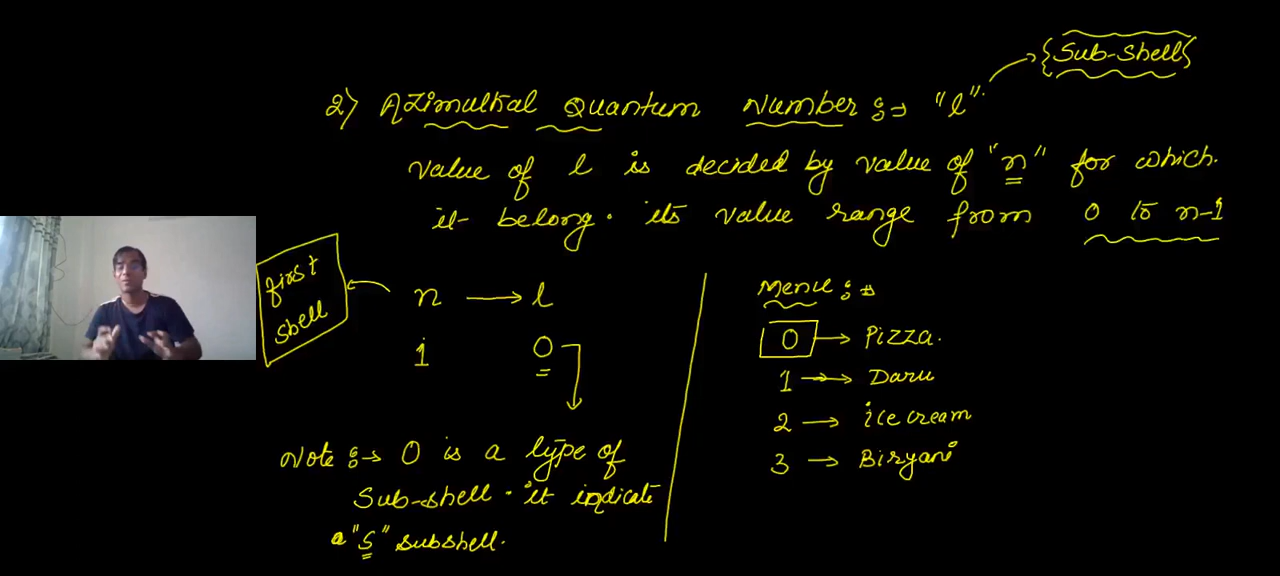 {Sub-Shell}
2) Azimuthal Quantum Number :→ "l"
value of l is decided by value of "n" for which
it belong. its value range from 0 to n-1
first
shell
n → l
1 0
Note :→ 0 is a type of
Sub-shell. it indicate
a "S" subshell.
Menu :→
0 → Pizza.
1 → Daru
2 → ice cream
3 → Biryani